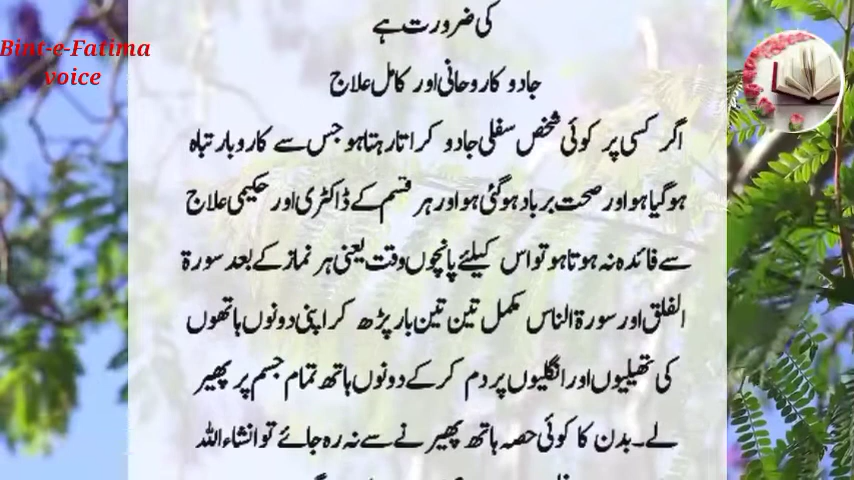 Bint-e-Fatima
voice
کی ضرورت ہے
جادو کا روحانی اور کامل علاج
اگر کسی پر کوئی شخص سفلی جادو کراتا رہتا ہو جس سے کاروبار تباہ
ہو گیا ہو اور صحت برباد ہو گئی ہو اور ہر قسم کے ڈاکٹری اور حکیمی علاج
سے فائدہ نہ ہوتا ہو تو اس کیلئے پانچوں وقت یعنی ہر نماز کے بعد سورۃ
الفلق اور سورۃ الناس مکمل تین تین بار پڑھ کر اپنی دونوں ہاتھوں
کی ہتھیلیوں اور انگلیوں پر دم کر کے دونوں ہاتھ تمام جسم پر پھیر
لے۔ بدن کا کوئی حصہ ہاتھ پھیرنے سے نہ رہ جائے تو انشاء اللہ